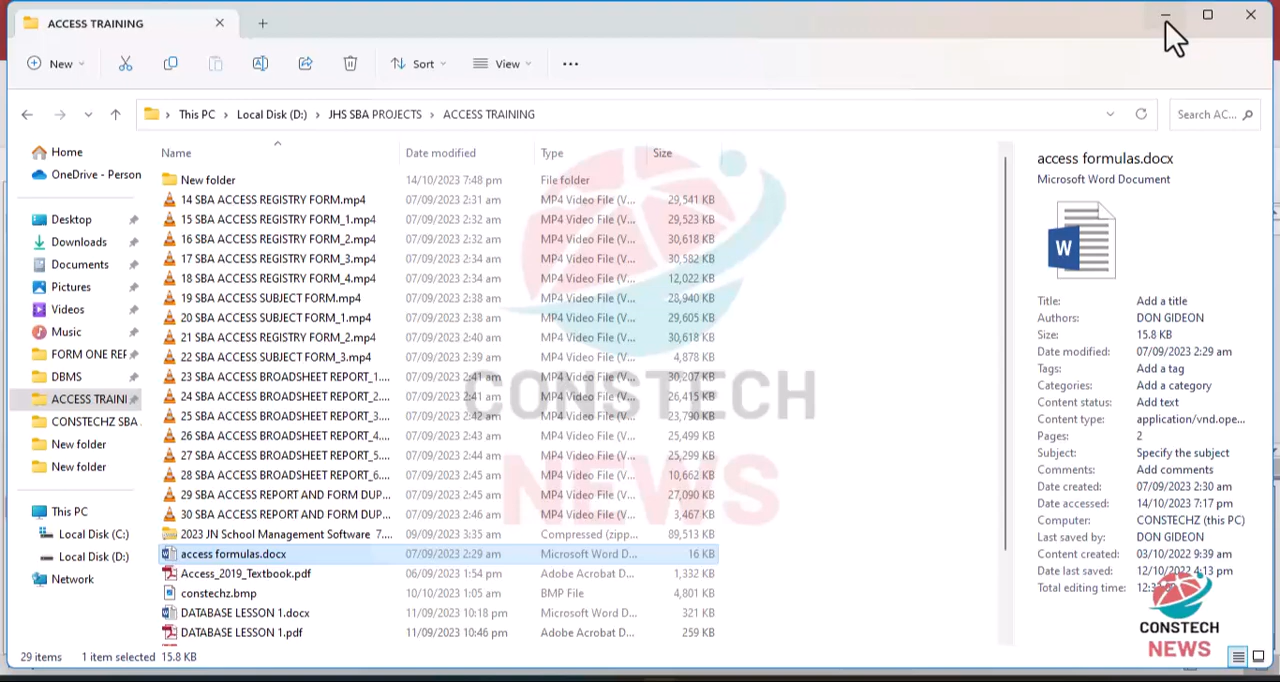 ACCESS TRAINING
New
Sort
View
This PC
Local Disk (D:)
JHS SBA PROJECTS
ACCESS TRAINING
Search AC...
Home
OneDrive - Person
Desktop
Downloads
Documents
Pictures
Videos
Music
FORM ONE REF
DBMS
ACCESS TRAINI
CONSTECHZ SBA
New folder
New folder
This PC
Local Disk (C:)
Local Disk (D:)
Network
Name Date modified Type Size
New folder 14/10/2023 7:48 pm File folder
14 SBA ACCESS REGISTRY FORM.mp4 07/09/2023 2:31 am MP4 Video File (V... 29,541 KB
15 SBA ACCESS REGISTRY FORM_1.mp4 07/09/2023 2:32 am MP4 Video File (V... 29,523 KB
16 SBA ACCESS REGISTRY FORM_2.mp4 07/09/2023 2:32 am MP4 Video File (V... 30,618 KB
17 SBA ACCESS REGISTRY FORM_3.mp4 07/09/2023 2:34 am MP4 Video File (V... 30,582 KB
18 SBA ACCESS REGISTRY FORM_4.mp4 07/09/2023 2:34 am MP4 Video File (V... 12,022 KB
19 SBA ACCESS SUBJECT FORM.mp4 07/09/2023 2:38 am MP4 Video File (V... 28,940 KB
20 SBA ACCESS SUBJECT FORM_1.mp4 07/09/2023 2:38 am MP4 Video File (V... 29,605 KB
21 SBA ACCESS SUBJECT FORM_2.mp4 07/09/2023 2:40 am MP4 Video File (V... 30,618 KB
22 SBA ACCESS SUBJECT FORM_3.mp4 07/09/2023 2:39 am MP4 Video File (V... 4,878 KB
23 SBA ACCESS BROADSHEET REPORT_1.... 07/09/2023 2:41 am MP4 Video File (V... 30,207 KB
24 SBA ACCESS BROADSHEET REPORT_2.... 07/09/2023 2:41 am MP4 Video File (V... 26,415 KB
25 SBA ACCESS BROADSHEET REPORT_3.... 07/09/2023 2:42 am MP4 Video File (V... 23,790 KB
26 SBA ACCESS BROADSHEET REPORT_4.... 07/09/2023 2:43 am MP4 Video File (V... 25,499 KB
27 SBA ACCESS BROADSHEET REPORT_5.... 07/09/2023 2:44 am MP4 Video File (V... 25,299 KB
28 SBA ACCESS BROADSHEET REPORT_6.... 07/09/2023 2:45 am MP4 Video File (V... 10,662 KB
29 SBA ACCESS REPORT AND FORM DUP... 07/09/2023 2:45 am MP4 Video File (V... 27,090 KB
30 SBA ACCESS REPORT AND FORM DUP... 07/09/2023 2:46 am MP4 Video File (V... 3,467 KB
2023 JN School Management Software 7.... 09/09/2023 3:35 am Compressed (zipp... 89,513 KB
access formulas.docx 07/09/2023 2:29 am Microsoft Word D... 16 KB
Access_2019_Textbook.pdf 06/09/2023 1:54 pm Adobe Acrobat D... 1,332 KB
constechz.bmp 10/10/2023 1:05 am BMP File 4,801 KB
DATABASE LESSON 1.docx 11/09/2023 10:18 pm Microsoft Word D... 321 KB
DATABASE LESSON 1.pdf 11/09/2023 10:46 pm Adobe Acrobat D... 259 KB
CONSTECH
NEWS
access formulas.docx
Microsoft Word Document
W
Title: Add a title
Authors: DON GIDEON
Size: 15.8 KB
Date modified: 07/09/2023 2:29 am
Tags: Add a tag
Categories: Add a category
Content status: Add text
Content type: application/vnd.ope...
Pages: 2
Subject: Specify the subject
Comments: Add comments
Date created: 07/09/2023 2:30 am
Date accessed: 14/10/2023 7:17 pm
Computer: CONSTECHZ (this PC)
Last saved by: DON GIDEON
Content created: 03/10/2022 9:39 am
Date last saved: 12/10/2022 4:13 pm
Total editing time:
CONSTECH
NEWS
29 items 1 item selected 15.8 KB